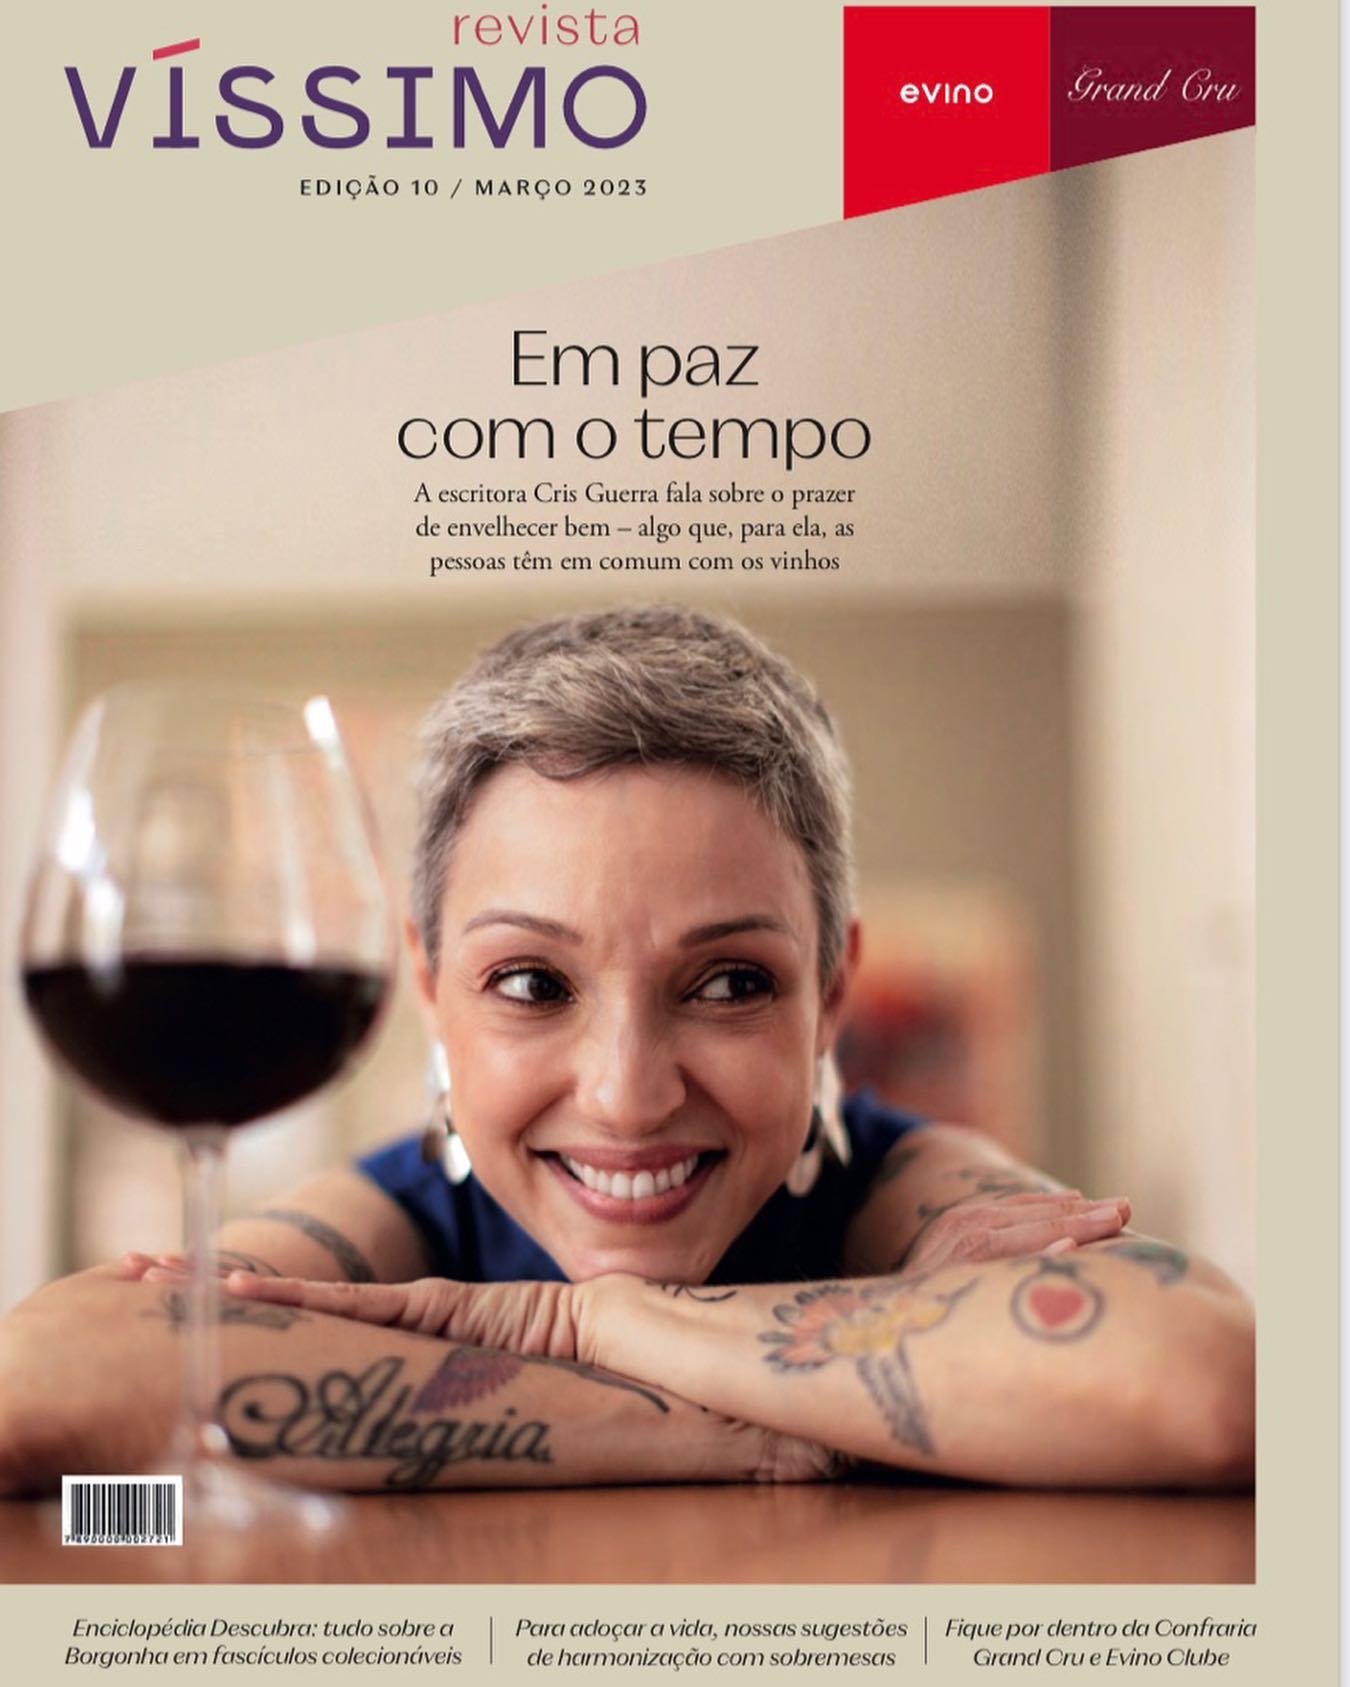 revista
VÍSSIMO
EDIÇÃO 10 / MARÇO 2023
evino
Grand Cru
Em paz
com o tempo
A escritora Cris Guerra fala sobre o prazer
de envelhecer bem – algo que, para ela, as
pessoas têm em comum com os vinhos
Alegria
7890000002721
Enciclopédia Descubra: tudo sobre a
Borgonha em fascículos colecionáveis
Para adoçar a vida, nossas sugestões
de harmonização com sobremesas
Fique por dentro da Confraria
Grand Cru e Evino Clube